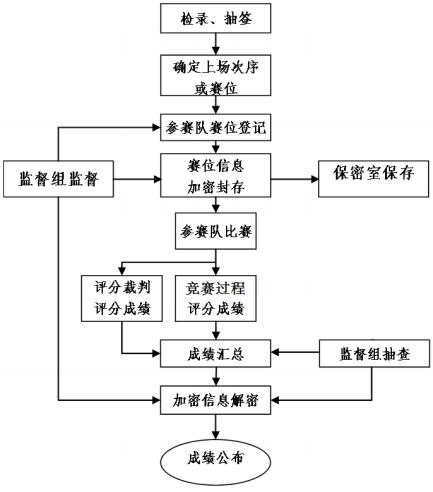 检录、抽签
确定上场次序
或赛位
参赛队赛位登记
监督组监督
赛位信息
加密封存
保密室保存
参赛队比赛
评分裁判
评分成绩
竞赛过程
评分成绩
成绩汇总
监督组抽查
加密信息解密
成绩公布